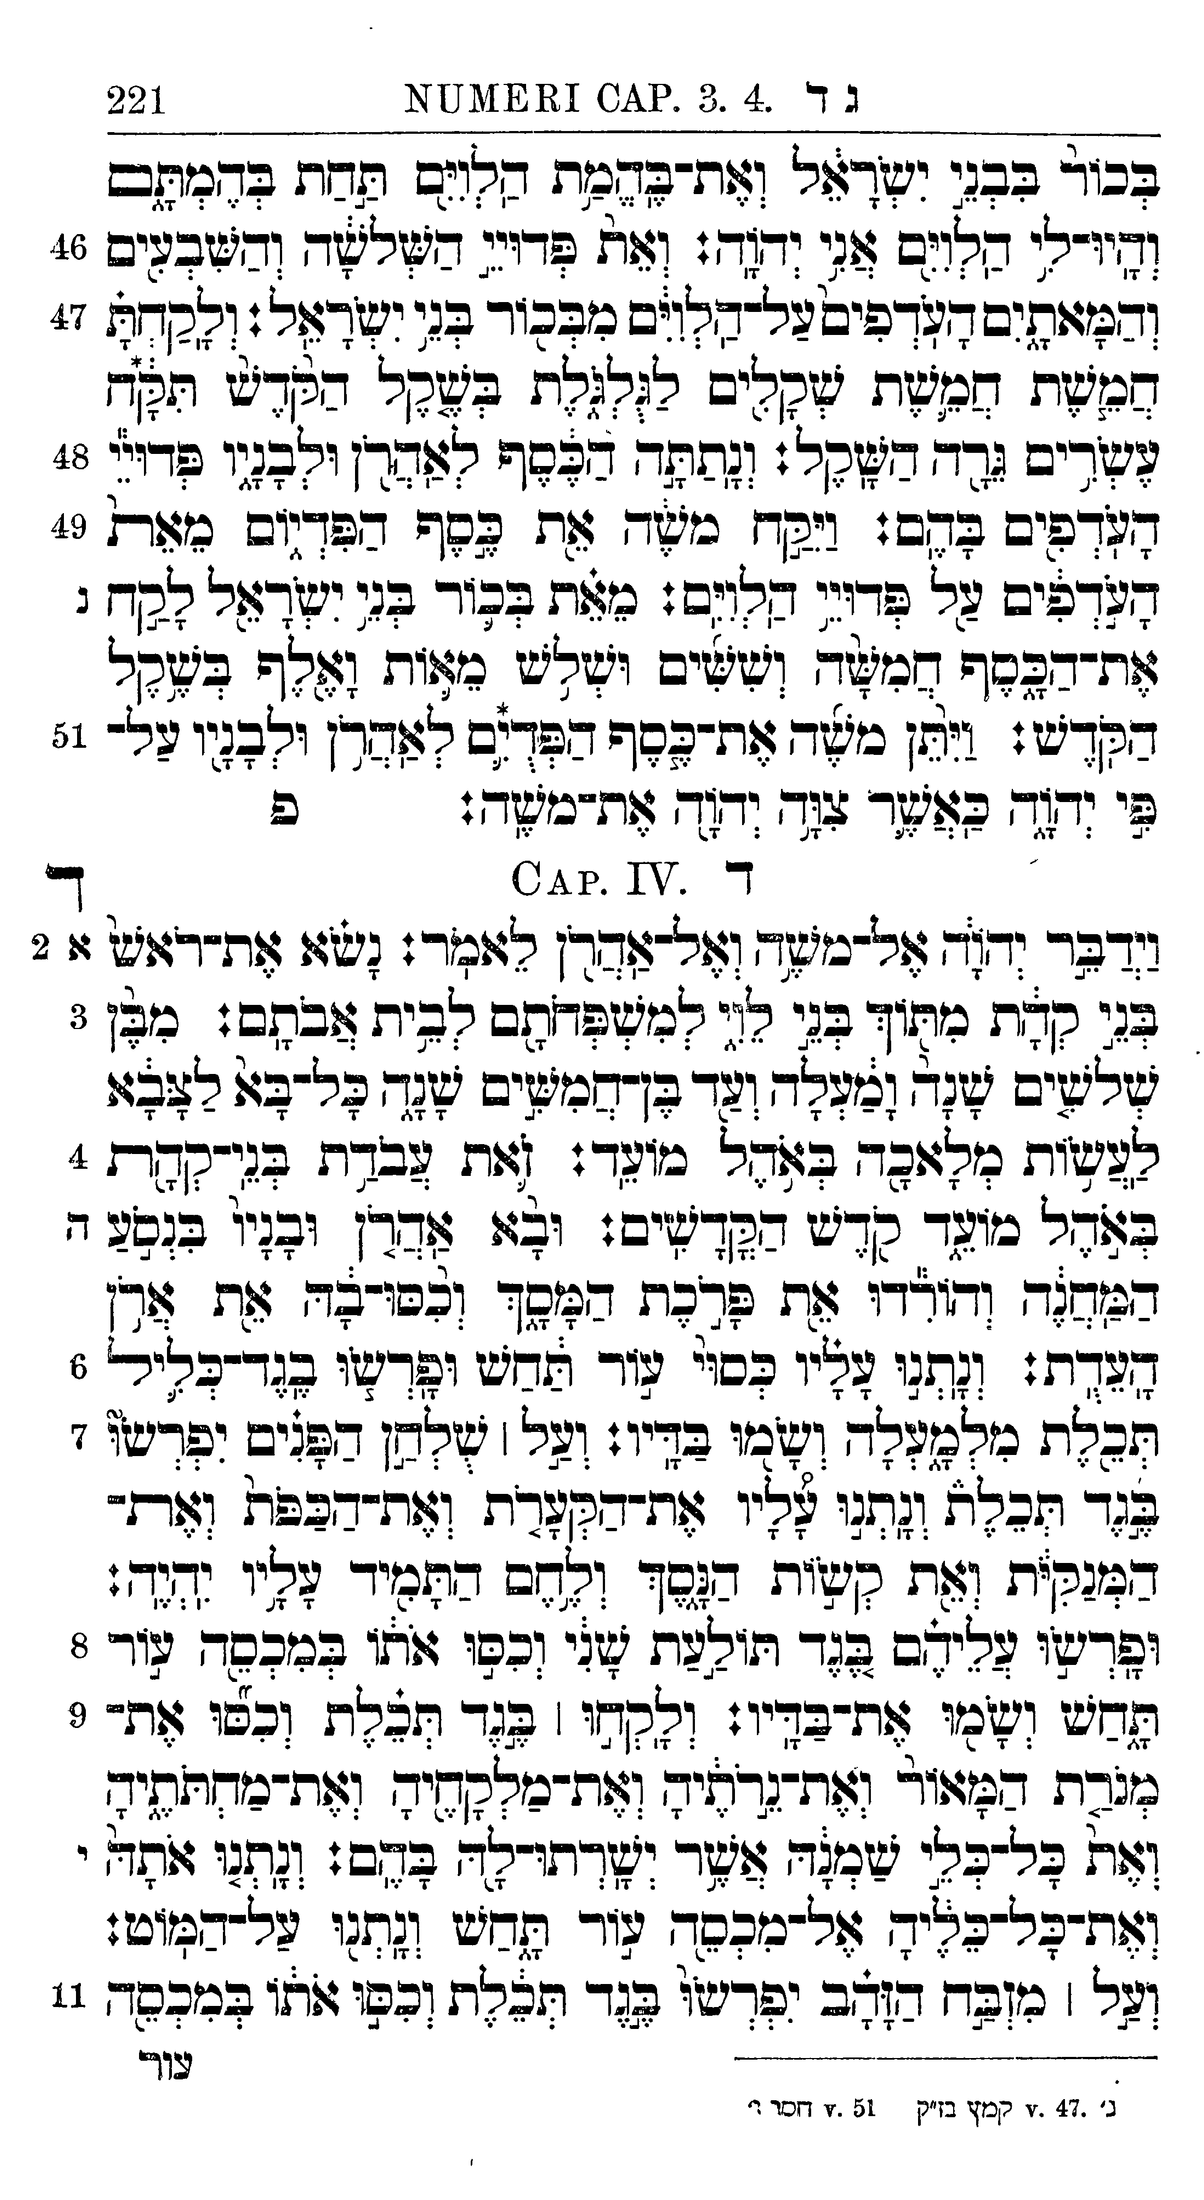 221 NUMERI CAP. 3. 4. ג ד
בְּכוֹר֙ בִּבְנֵ֣י יִשְׂרָאֵ֔ל וְאֶת־בֶּהֱמַ֥ת הַלְוִיִּ֖ם תַּ֣חַת בְּהֶמְתָּ֑ם
46 וְהָֽיוּ־לִ֥י הַלְוִיִּ֖ם אֲנִ֥י יְהוָֹֽה׃ וְאֵת֙ פְּדוּיֵ֣י הַשְּׁלֹשָׁ֔ה וְהַשִּׁבְעִ֖ים
47 וְהַמָּאתָ֑יִם הָעֹֽדְפִים֙ עַל־הַלְוִיִּ֔ם מִבְּכ֖וֹר בְּנֵ֥י יִשְׂרָאֵֽל׃ וְלָֽקַחְתָּ֗
חֲמֵ֧שֶׁת חֲמֵ֛שֶׁת שְׁקָלִ֖ים לַגֻּלְגֹּ֑לֶת בְּשֶׁ֤קֶל הַקֹּ֙דֶשׁ֙ תִּקָּ֔ח*
48 עֶשְׂרִ֥ים גֵּרָ֖ה הַשָּֽׁקֶל׃ וְנָֽתַתָּ֣ה הַכֶּ֔סֶף לְאַֽהֲרֹ֖ן וּלְבָנָ֑יו פְּדוּיֵ֕י
49 הָעֹֽדְפִ֖ים בָּהֶֽם׃ וַיִּקַּ֣ח מֹשֶׁ֔ה אֵ֖ת כֶּ֣סֶף הַפִּדְי֑וֹם מֵאֵת֙
נ הָעֹ֣דְפִ֔ים עַ֖ל פְּדוּיֵ֥י הַלְוִיִּֽם׃ מֵאֵ֗ת בְּכ֛וֹר בְּנֵ֥י יִשְׂרָאֵ֖ל לָקַ֣ח
אֶת־הַכָּ֑סֶף חֲמִשָּׁ֨ה וְשִׁשִּׁ֜ים וּשְׁלֹ֥שׁ מֵא֛וֹת וָאֶ֖לֶף בְּשֶׁ֥קֶל
51 הַקֹּֽדֶשׁ׃ וַיִּתֵּ֨ן מֹשֶׁ֜ה אֶת־כֶּ֧סֶף הַפְּדֻיִ֛ם* לְאַֽהֲרֹ֥ן וּלְבָנָ֖יו עַל־
פִּ֣י יְהוָֹ֑ה כַּֽאֲשֶׁ֛ר צִוָּ֥ה יְהוָֹ֖ה אֶת־מֹשֶֽׁה׃ פ
ד CAP. IV. ד
2 א וַיְדַבֵּ֣ר יְהוָֹ֔ה אֶל־מֹשֶׁ֥ה וְאֶֽל־אַהֲרֹ֖ן לֵאמֹֽר׃ נָשֹׂ֗א אֶת־רֹאשׁ֙
3 בְּנֵ֣י קְהָ֔ת מִתּ֖וֹךְ בְּנֵ֣י לֵוִ֑י לְמִשְׁפְּחֹתָ֖ם לְבֵ֥ית אֲבֹתָֽם׃ מִבֶּ֨ן
שְׁלֹשִׁ֤ים שָׁנָה֙ וָמַ֔עְלָה וְעַ֖ד בֶּן־חֲמִשִּׁ֣ים שָׁנָ֑ה כָּל־בָּא֙ לַצָּבָ֔א
4 לַֽעֲשׂ֥וֹת מְלָאכָ֖ה בְּאֹ֥הֶל מוֹעֵֽד׃ זֹ֛את עֲבֹדַ֥ת בְּנֵֽי־קְהָ֖ת
ה בְּאֹ֣הֶל מוֹעֵ֑ד קֹ֖דֶשׁ הַקֳּדָשִֽׁים׃ וּבָ֨א אַֽהֲרֹ֤ן וּבָנָיו֙ בִּנְסֹ֣עַ
הַמַּֽחֲנֶ֔ה וְהוֹרִ֕דוּ אֵ֖ת פָּרֹ֣כֶת הַמָּסָ֑ךְ וְכִ֨סּוּ־בָ֔הּ אֵ֖ת אֲרֹ֥ן
6 הָֽעֵדֻֽת׃ וְנָֽתְנ֣וּ עָלָ֗יו כְּסוּי֙ ע֣וֹר תַּ֔חַשׁ וּפָֽרְשׂ֧וּ בֶֽגֶד־כְּלִ֛יל
7 תְּכֵ֖לֶת מִלְמָ֑עְלָה וְשָׂמ֖וּ בַּדָּֽיו׃ וְעַ֣ל ׀ שֻׁלְחַ֣ן הַפָּנִ֗ים יִפְרְשׂוּ֮
בֶּ֣גֶד תְּכֵלֶת֒ וְנָֽתְנ֣וּ עָ֠לָיו אֶת־הַקְּעָרֹ֤ת וְאֶת־הַכַּפֹּת֙ וְאֶת־
הַמְּנַקִּיֹּ֔ת וְאֵ֖ת קְשׂ֣וֹת הַנָּ֑סֶךְ וְלֶ֥חֶם הַתָּמִ֖יד עָלָ֥יו יִֽהְיֶֽה׃
8 וּפָֽרְשׂ֣וּ עֲלֵיהֶ֗ם בֶּ֚גֶד תּוֹלַ֣עַת שָׁנִ֔י וְכִסּ֣וּ אֹת֔וֹ בְּמִכְסֵ֖ה ע֣וֹר
9 תָּ֑חַשׁ וְשָׂמ֖וּ אֶת־בַּדָּֽיו׃ וְלָֽקְח֣וּ ׀ בֶּ֣גֶד תְּכֵ֗לֶת וְכִסּ֞וּ אֶת־
מְנֹרַ֤ת הַמָּאוֹר֙ וְאֶת־נֵ֣רֹתֶ֔יהָ וְאֶת־מַלְקָחֶ֖יהָ וְאֶת־מַחְתֹּתֶ֑יהָ
י וְאֵת֙ כָּל־כְּלֵ֣י שַׁמְנָ֔הּ אֲשֶׁ֥ר יְשָֽׁרְתוּ־לָ֖הּ בָּהֶֽם׃ וְנָֽתְנ֤וּ אֹתָהּ֙
וְאֶת־כָּל־כֵּלֶ֔יהָ אֶל־מִכְסֵ֖ה ע֣וֹר תָּ֑חַשׁ וְנָֽתְנ֖וּ עַל־הַמּֽוֹט׃
11 וְעַ֣ל ׀ מִזְבַּ֣ח הַזָּהָ֗ב יִפְרְשׂוּ֙ בֶּ֣גֶד תְּכֵ֔לֶת וְכִסּ֣וּ אֹת֔וֹ בְּמִכְסֵ֖ה
עור
ג׳ v. 47. קמץ בז״ק v. 51 חסר ו׳